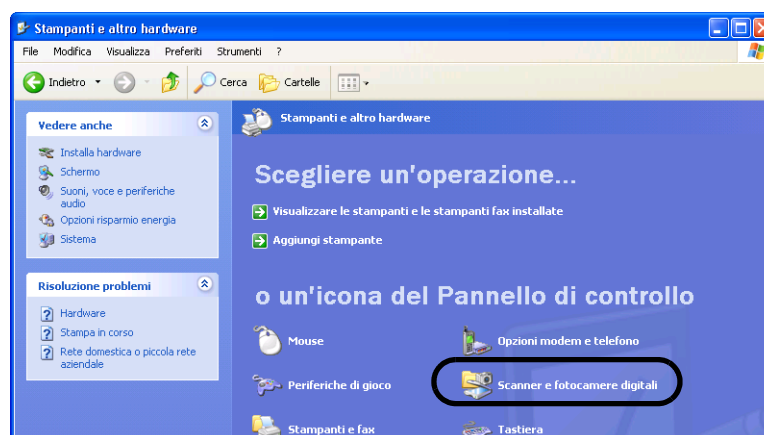 Stampanti e altro hardware
File Modifica Visualizza Preferiti Strumenti ?
Indietro Cerca Cartelle
Vedere anche
Installa hardware
Schermo
Suoni, voce e periferiche
audio
Opzioni risparmio energia
Sistema
Risoluzione problemi
Hardware
Stampa in corso
Rete domestica o piccola rete
aziendale
Stampanti e altro hardware
Scegliere un'operazione...
Visualizzare le stampanti e le stampanti fax installate
Aggiungi stampante
o un'icona del Pannello di controllo
Mouse
Opzioni modem e telefono
Periferiche di gioco
Scanner e fotocamere digitali
Stampanti e fax
Tastiera